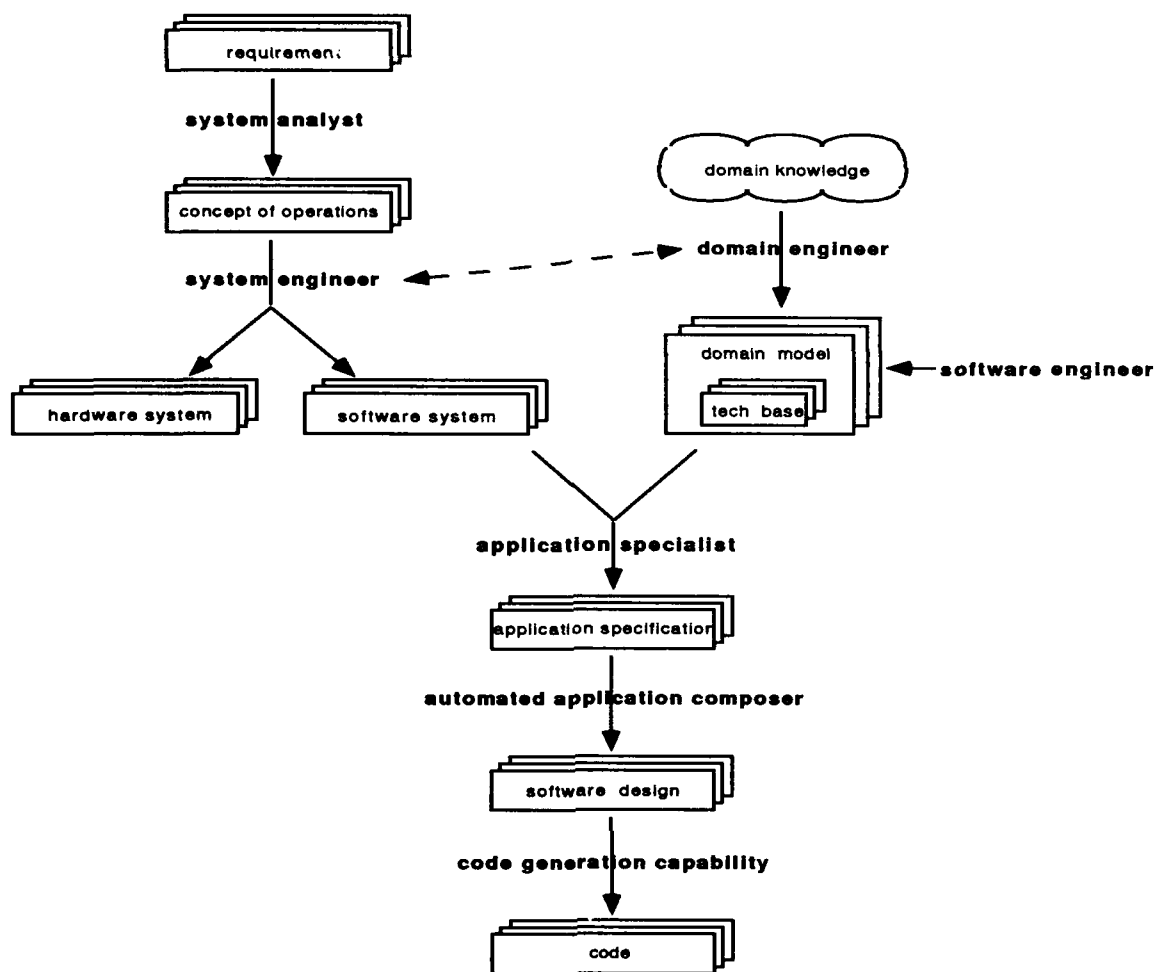 requirement
system analyst
domain knowledge
concept of operations
domain engineer
system engineer
domain model
software engineer
tech base
hardware system
software system
application specialist
application specification
automated application composer
software design
code generation capability
code